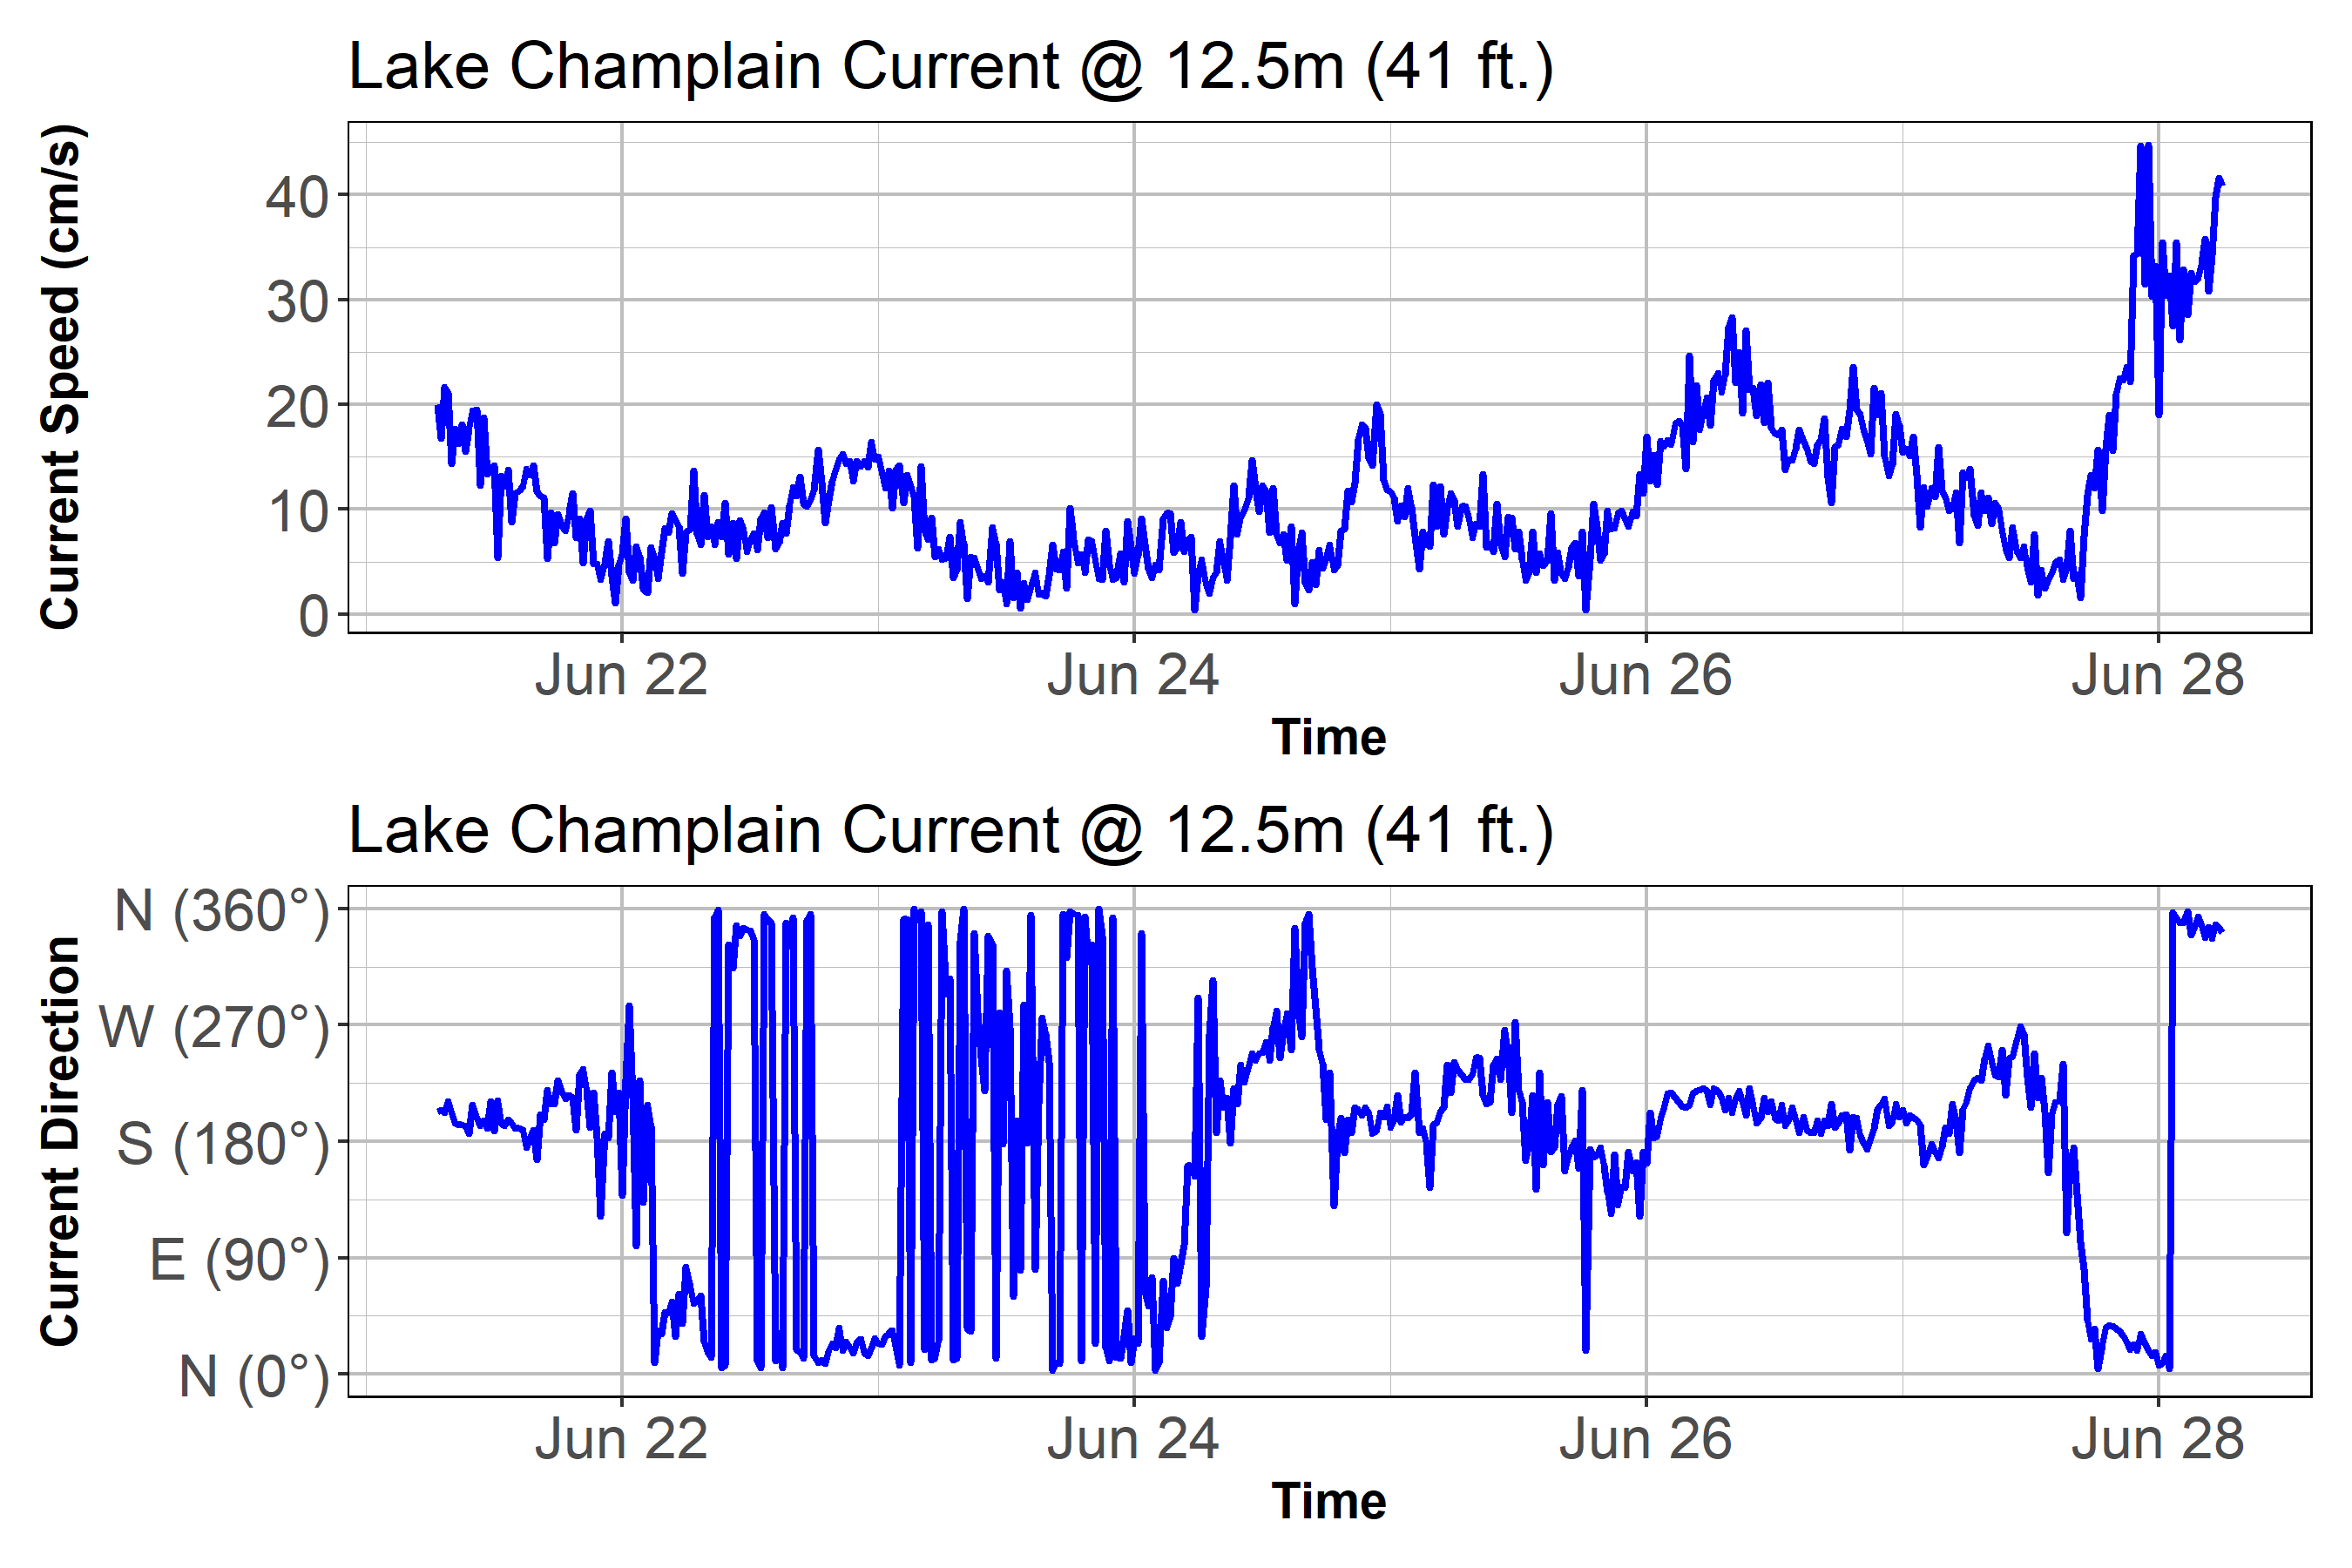 Lake Champlain Current @ 12.5m (41 ft.)
Current Speed (cm/s)
40
30
20
10
0
Jun 22 Jun 24 Jun 26 Jun 28
Time
Lake Champlain Current @ 12.5m (41 ft.)
Current Direction
N (360°)
W (270°)
S (180°)
E (90°)
N (0°)
Jun 22 Jun 24 Jun 26 Jun 28
Time